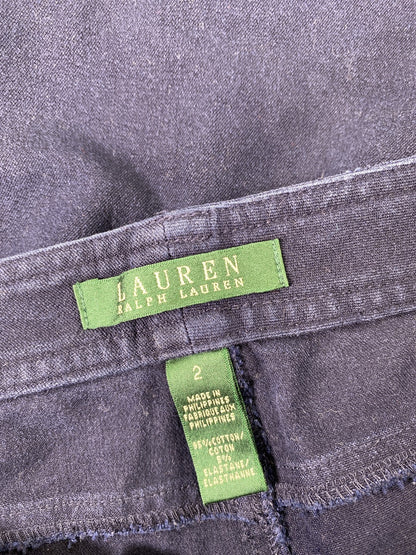 LAUREN
RALPH LAUREN
2
MADE IN
PHILIPPINES
FABRIQUE AUX
PHILIPPINES
95% COTTON/
COTON
5%
ELASTANE/
ELASTHANNE